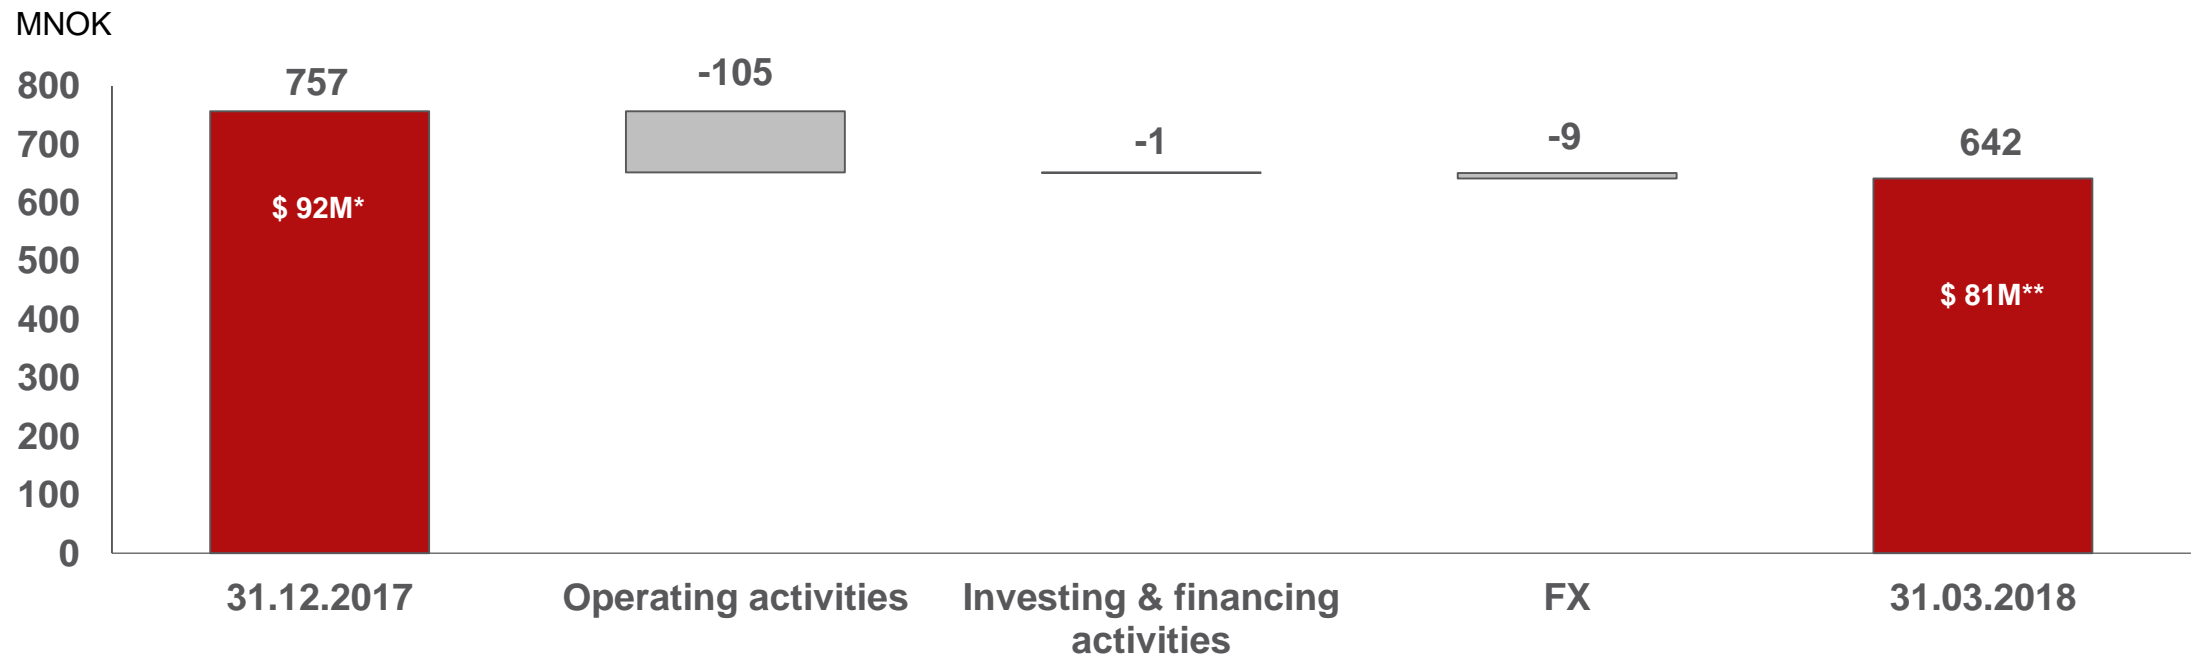 MNOK
800
700
600
500
400
300
200
100
0
757
-105
-1
-9
642
$ 92M*
$ 81M**
31.12.2017
Operating activities
Investing & financing
activities
FX
31.03.2018